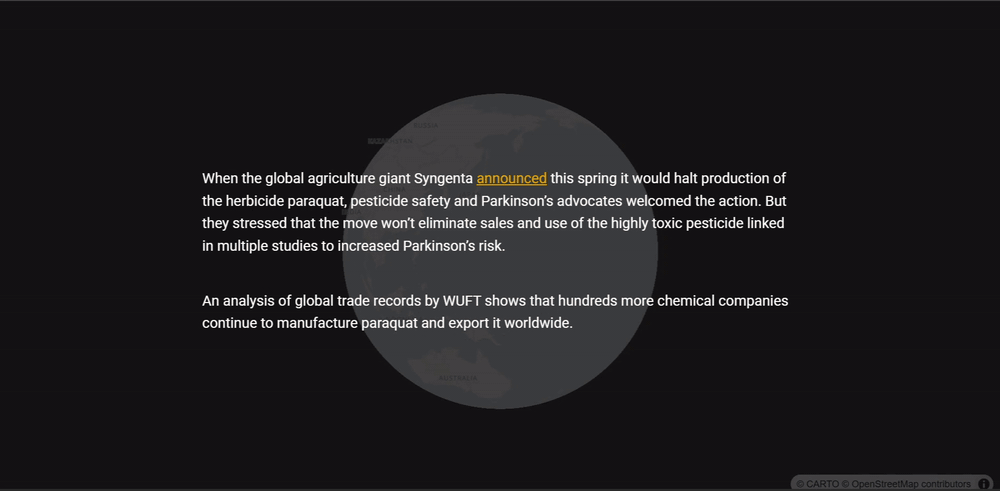 RUSSIA
When the global agriculture giant Syngenta announced this spring it would halt production of
the herbicide paraquat, pesticide safety and Parkinson’s advocates welcomed the action. But
they stressed that the move won’t eliminate sales and use of the highly toxic pesticide linked
in multiple studies to increased Parkinson’s risk.
An analysis of global trade records by WUFT shows that hundreds more chemical companies
continue to manufacture paraquat and export it worldwide.
AUSTRALIA
© CARTO © OpenStreetMap contributors